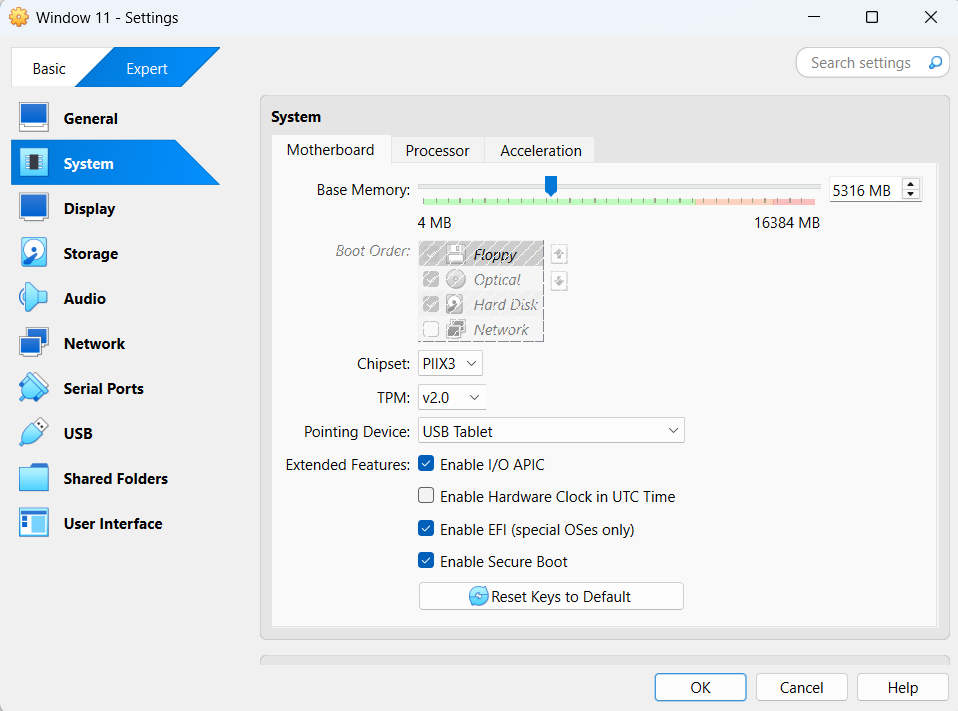 Window 11 - Settings
Basic
Expert
Search settings
General
System
Display
Storage
Audio
Network
Serial Ports
USB
Shared Folders
User Interface
System
Motherboard
Processor
Acceleration
Base Memory:
5316 MB
4 MB
16384 MB
Boot Order:
Floppy
Optical
Hard Disk
Network
Chipset:
PIIX3
TPM:
v2.0
Pointing Device:
USB Tablet
Extended Features:
Enable I/O APIC
Enable Hardware Clock in UTC Time
Enable EFI (special OSes only)
Enable Secure Boot
Reset Keys to Default
OK
Cancel
Help